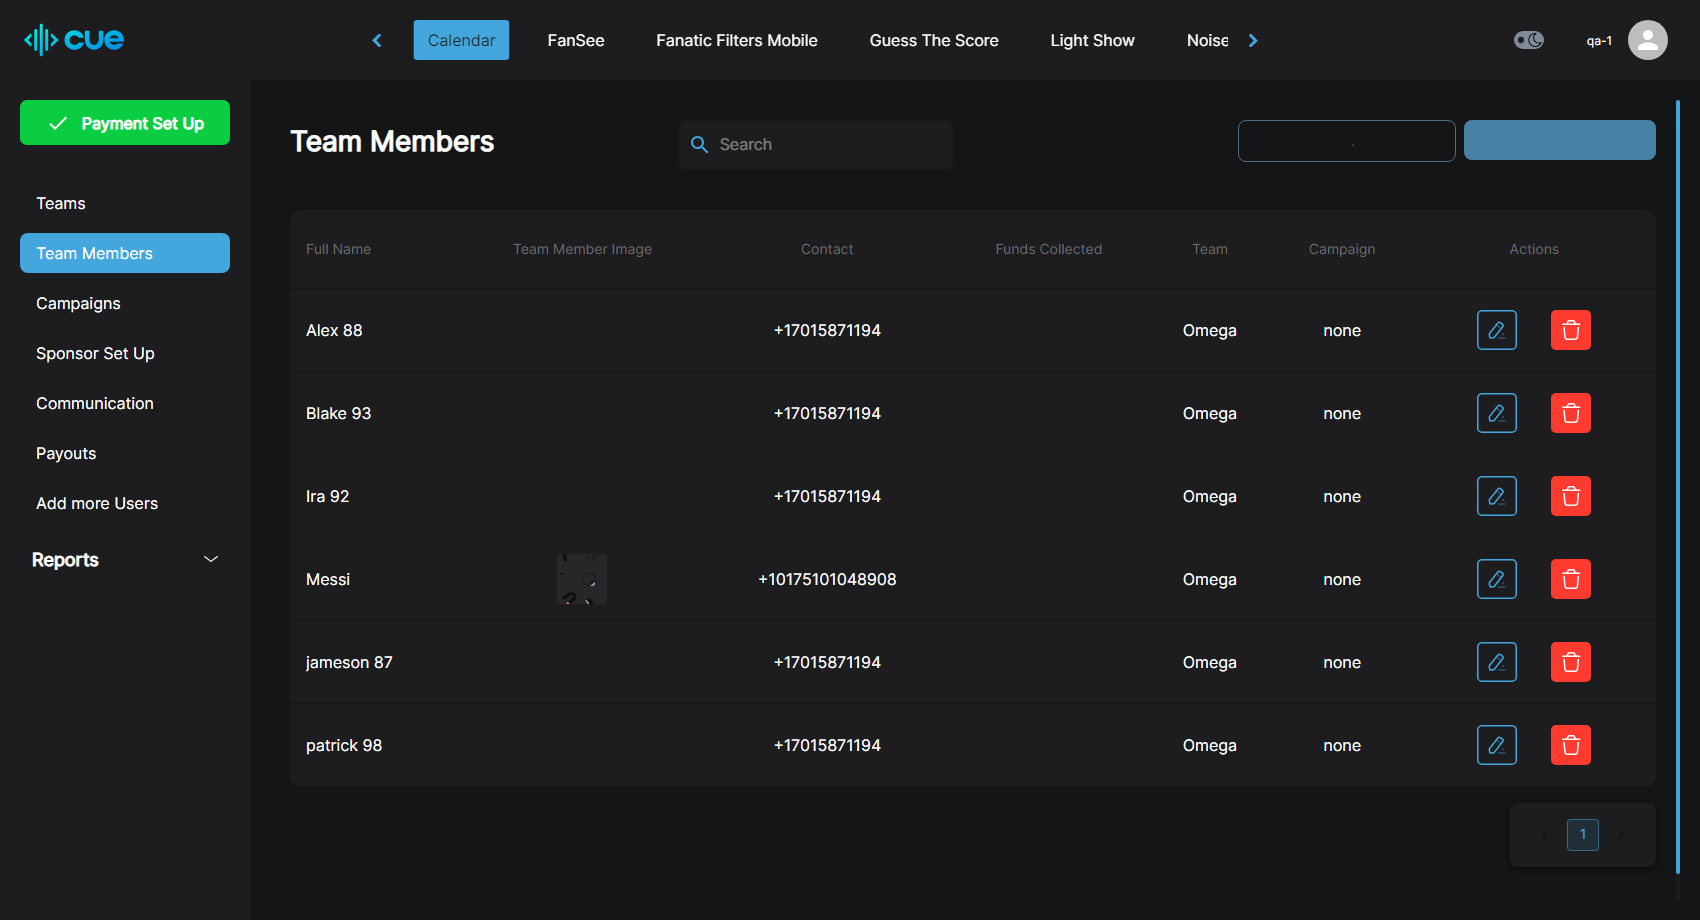 cue
Calendar
FanSee
Fanatic Filters Mobile
Guess The Score
Light Show
Noise
qa-1
Payment Set Up
Teams
Team Members
Campaigns
Sponsor Set Up
Communication
Payouts
Add more Users
Reports
Team Members
Search
Full Name Team Member Image Contact Funds Collected Team Campaign Actions
Alex 88 +17015871194 Omega none
Blake 93 +17015871194 Omega none
Ira 92 +17015871194 Omega none
Messi +10175101048908 Omega none
jameson 87 +17015871194 Omega none
patrick 98 +17015871194 Omega none
1